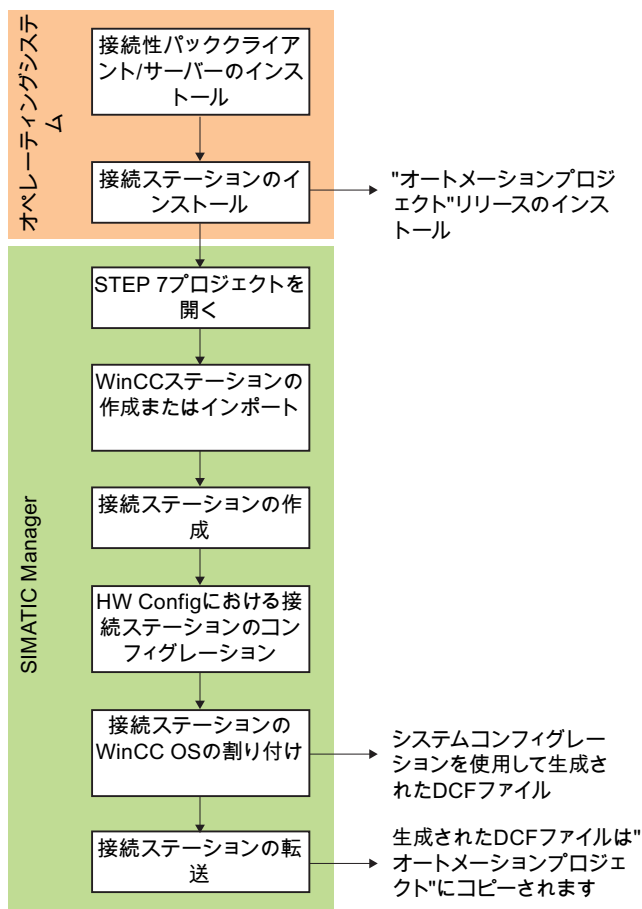 オペレーティングシステ
ム
接続性パッククライア
ント/サーバーのインス
トール
接続ステーションのイ
ンストール
"オートメーションプロジ
ェクト"リリースのインス
トール
SIMATIC Manager
STEP 7プロジェクトを
開く
WinCCステーションの
作成またはインポート
接続ステーションの作
成
HW Configにおける接
続ステーションのコン
フィグレーション
接続ステーションの
WinCC OSの割り付け
システムコンフィグレー
ションを使用して生成さ
れたDCFファイル
接続ステーションの転
送
生成されたDCFファイルは"
オートメーションプロジェ
クト"にコピーされます